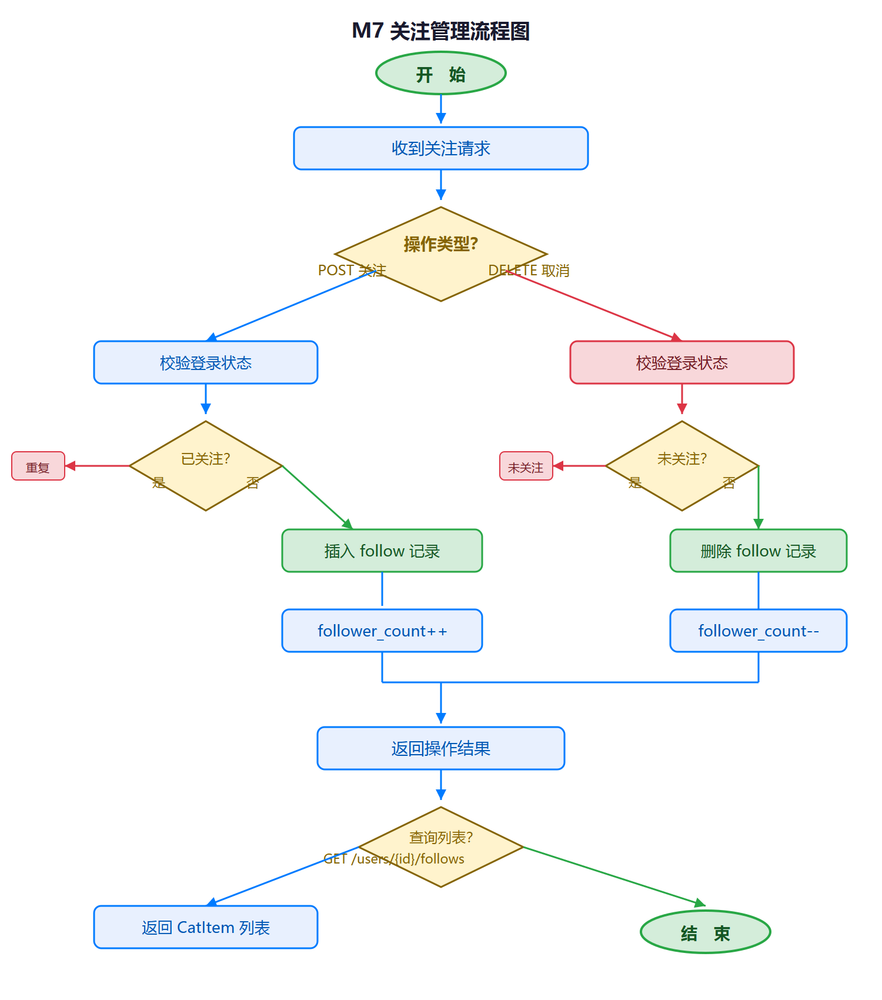 M7 关注管理流程图
开 始
收到关注请求
操作类型?
POST 关注
DELETE 取消
校验登录状态
校验登录状态
已关注?
未关注?
重复
未关注
是
否
是
否
插入 follow 记录
删除 follow 记录
follower_count++
follower_count--
返回操作结果
查询列表?
GET /users/{id}/follows
返回 CatItem 列表
结 束